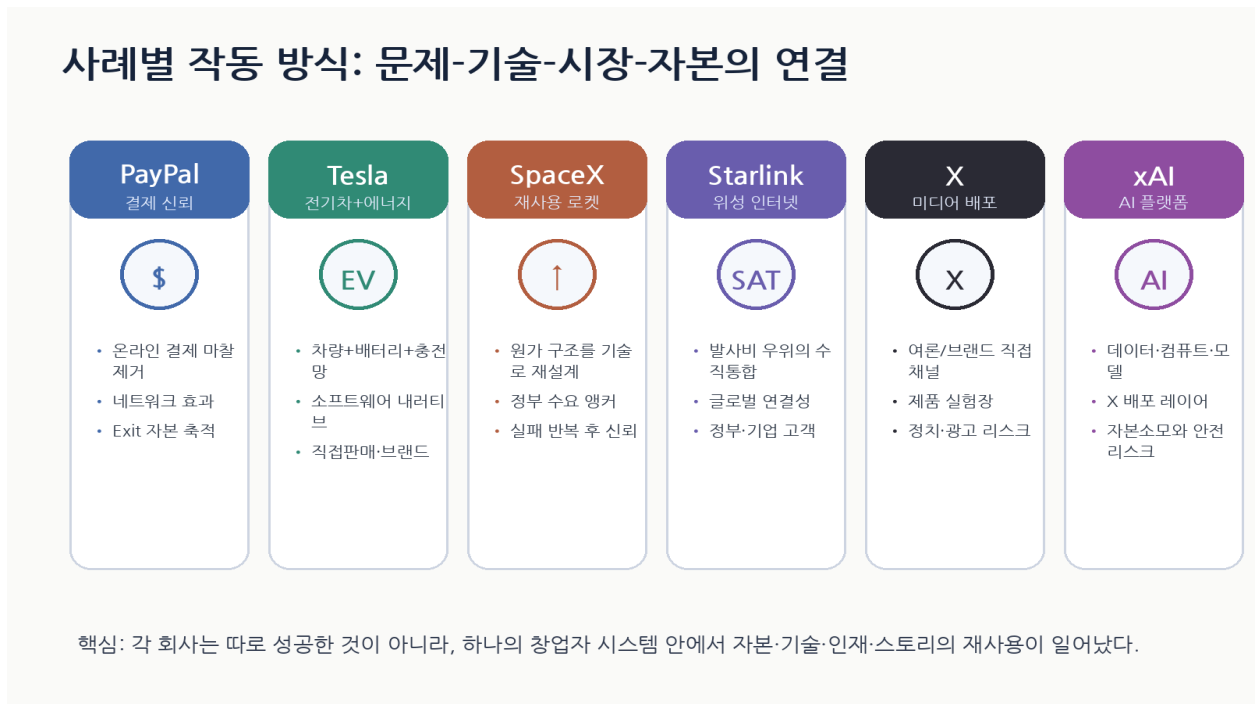 사례별 작동 방식: 문제-기술-시장-자본의 연결
PayPal
결제 신뢰
$
• 온라인 결제 마찰
제거
• 네트워크 효과
• Exit 자본 축적
Tesla
전기차+에너지
EV
• 차량+배터리+충전
망
• 소프트웨어 내러티
브
• 직접판매·브랜드
SpaceX
재사용 로켓
↑
• 원가 구조를 기술
로 재설계
• 정부 수요 앵커
• 실패 반복 후 신뢰
Starlink
위성 인터넷
SAT
• 발사비 우위의 수
직통합
• 글로벌 연결성
• 정부·기업 고객
X
미디어 배포
X
• 여론/브랜드 직접
채널
• 제품 실험장
• 정치·광고 리스크
xAI
AI 플랫폼
AI
• 데이터·컴퓨트·모
델
• X 배포 레이어
• 자본소모와 안전
리스크
핵심: 각 회사는 따로 성공한 것이 아니라, 하나의 창업자 시스템 안에서 자본·기술·인재·스토리의 재사용이 일어났다.